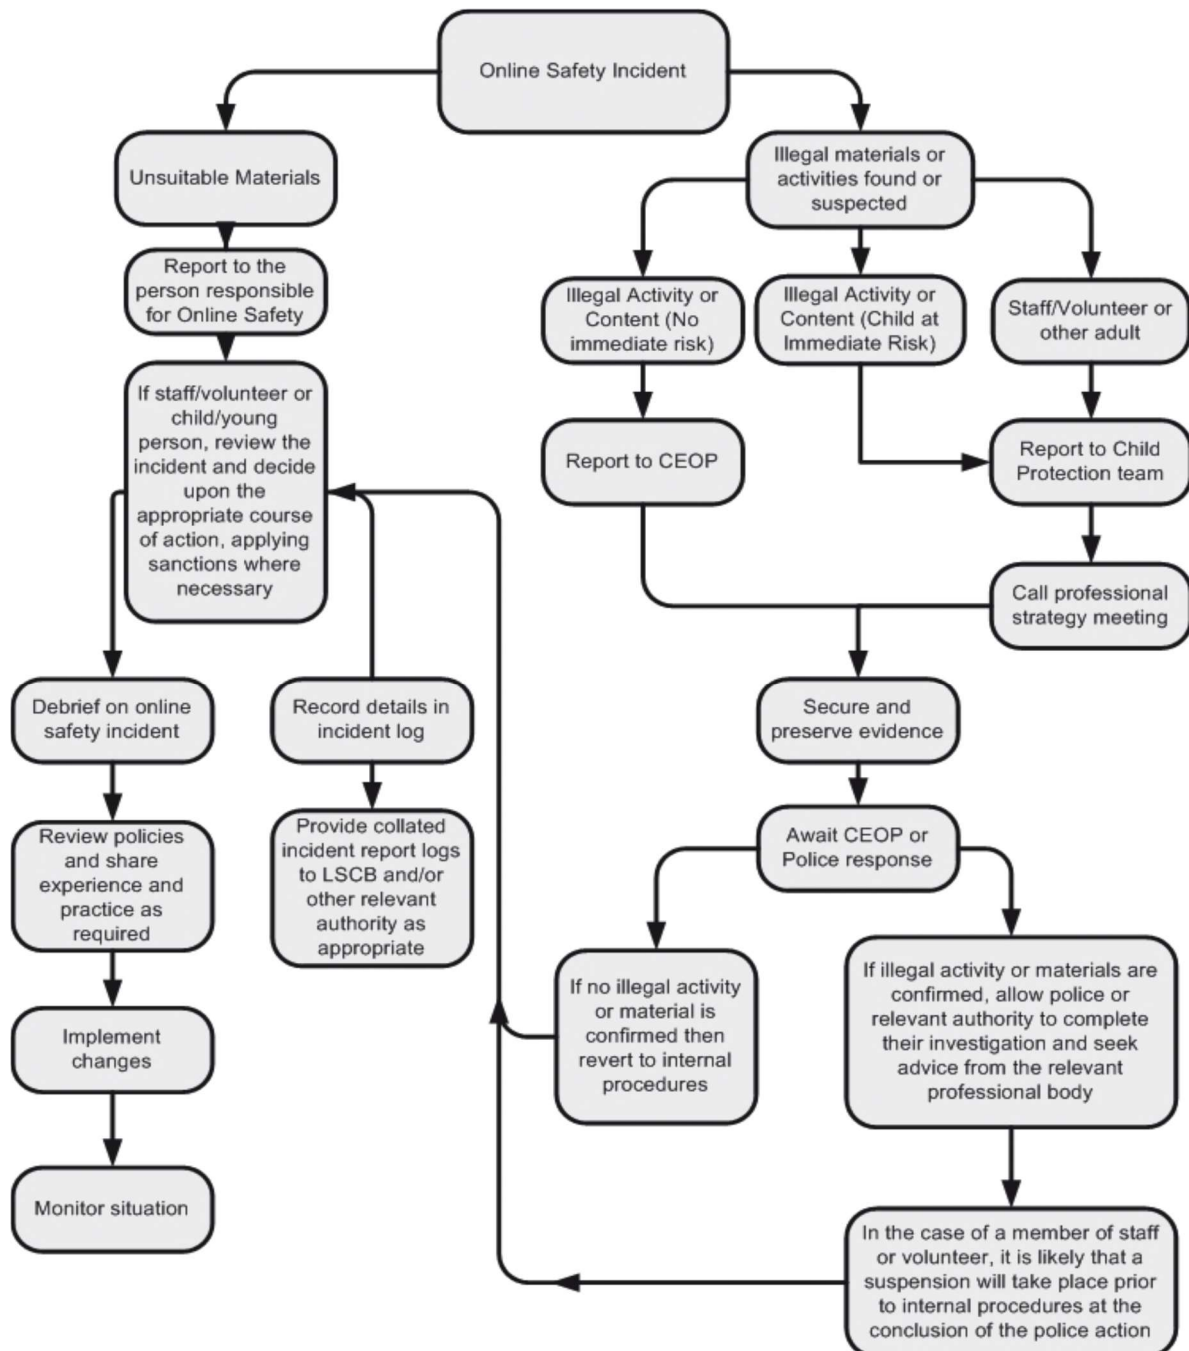 Online Safety Incident
Unsuitable Materials
Report to the
person responsible
for Online Safety
If staff/volunteer or
child/young
person, review the
incident and decide
upon the
appropriate course
of action, applying
sanctions where
necessary
Debrief on online
safety incident
Review policies
and share
experience and
practice as
required
Implement
changes
Monitor situation
Record details in
incident log
Provide collated
incident report logs
to LSCB and/or
other relevant
authority as
appropriate
Illegal materials or
activities found or
suspected
Illegal Activity or
Content (No
immediate risk)
Illegal Activity or
Content (Child at
Immediate Risk)
Staff/Volunteer or
other adult
Report to CEOP
Report to Child
Protection team
Call professional
strategy meeting
Secure and
preserve evidence
Await CEOP or
Police response
If no illegal activity
or material is
confirmed then
revert to internal
procedures
If illegal activity or materials are
confirmed, allow police or
relevant authority to complete
their investigation and seek
advice from the relevant
professional body
In the case of a member of staff
or volunteer, it is likely that a
suspension will take place prior
to internal procedures at the
conclusion of the police action